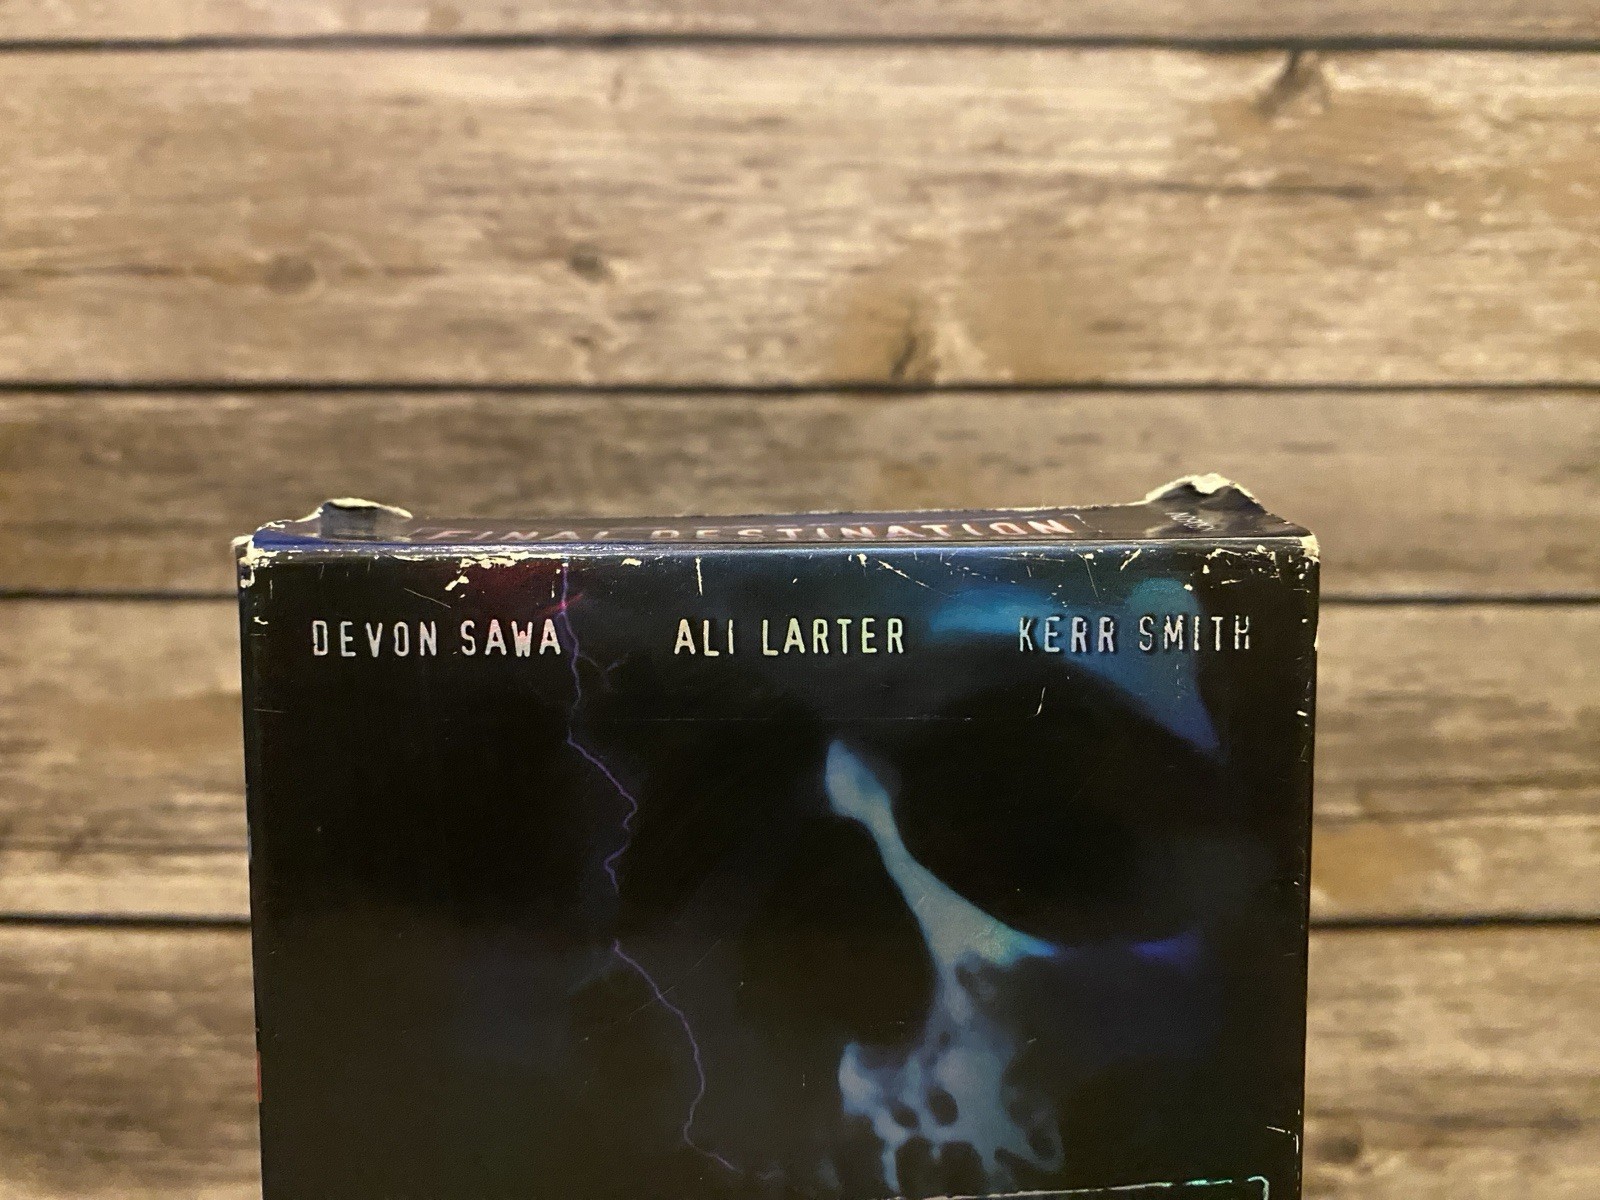 FINAL DESTINATION
DEVON SAWA ALI LARTER KERR SMITH